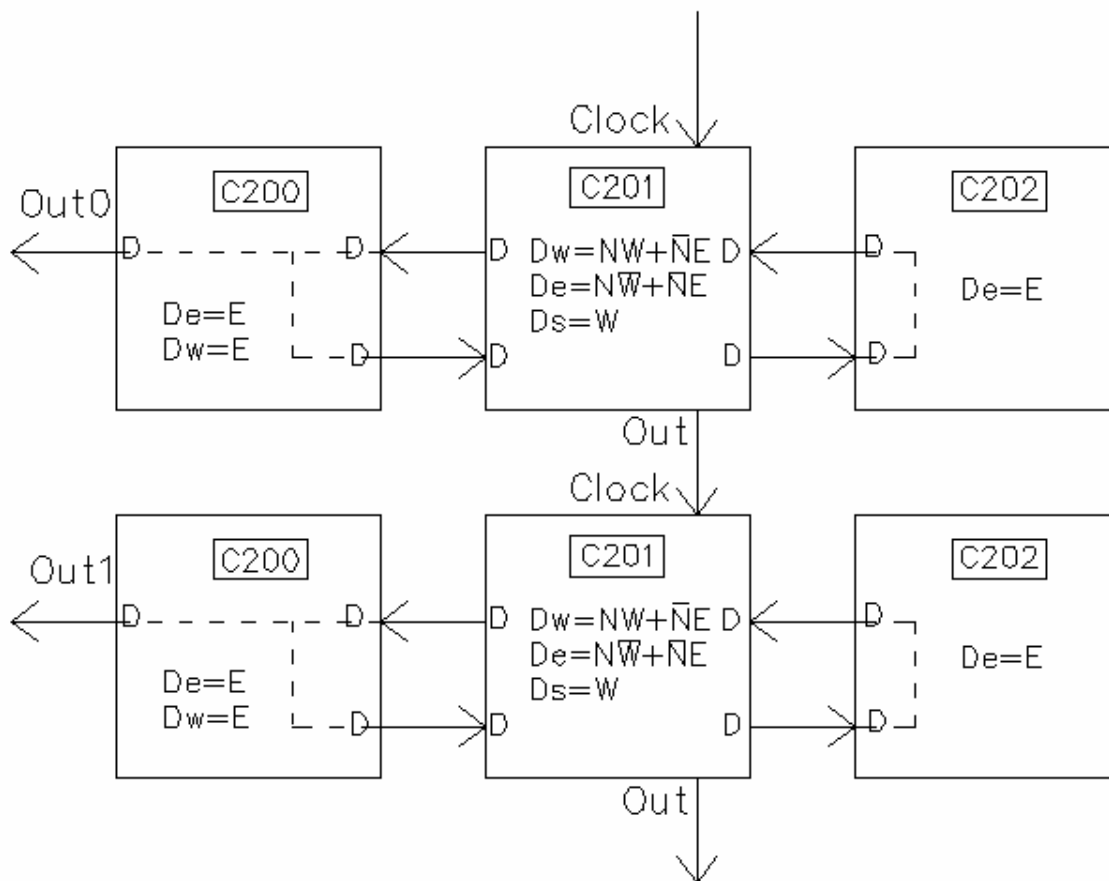 Clock
C200
C201
C202
Out0
D D D Dw=NW+N̅E D D
De=NW̅+N̅E
De=E
De=E
Ds=W
Dw=E
D D D D
Out
Clock
C200
C201
C202
Out1
D D D Dw=NW+N̅E D D
De=NW̅+N̅E
De=E
De=E
Ds=W
Dw=E
D D D D
Out